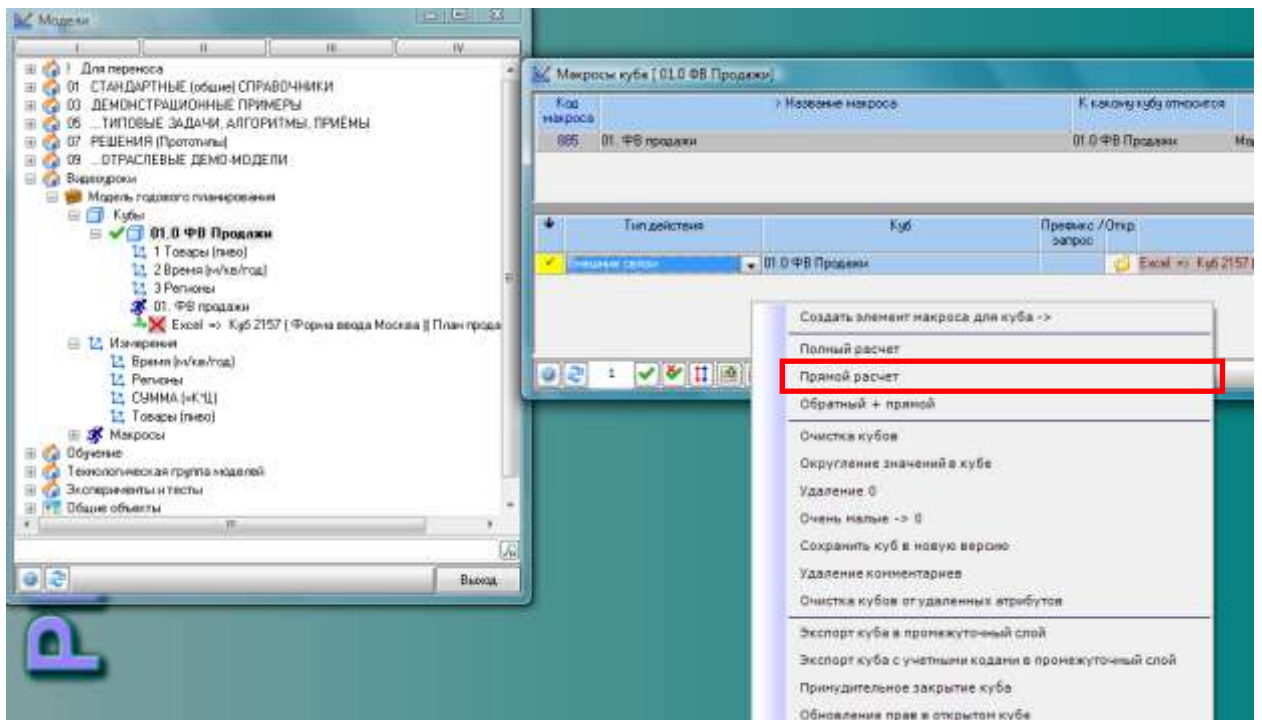 Модели
I II III IV
! Для переноса
01 СТАНДАРТНЫЕ (общие) СПРАВОЧНИКИ
03 ДЕМОНСТРАЦИОННЫЕ ПРИМЕРЫ
05 ...ТИПОВЫЕ ЗАДАЧИ, АЛГОРИТМЫ, ПРИЁМЫ
07 РЕШЕНИЯ (Прототипы)
09 ...ОТРАСЛЕВЫЕ ДЕМО-МОДЕЛИ
Видеоуроки
Модель годового планирования
Кубы
01.0 ФВ Продажи
1 Товары (пиво)
2 Время (м/кв/год)
3 Регионы
01. ФВ продажи
Excel => Куб 2157 ( Форма ввода Москва || План прода
Измерения
Время (м/кв/год)
Регионы
СУММА (=К*Ц)
Товары (пиво)
Макросы
Обучение
Технологическая группа моделей
Эксперименты и тесты
Общие объекты
Выход
Макросы куба [ 01.0 ФВ Продажи]
Код макроса > Название макроса К какому кубу относится
885 01. ФВ продажи 01.0 ФВ Продажи
Тип действия Куб Префикс / Откр. запрос
Внешние связи 01.0 ФВ Продажи Excel => Куб 2157
1
Создать элемент макроса для куба ->
Полный расчет
Прямой расчет
Обратный + прямой
Очистка кубов
Округление значений в кубе
Удаление 0
Очень малые -> 0
Сохранить куб в новую версию
Удаление комментариев
Очистка кубов от удаленных атрибутов
Экспорт куба в промежуточный слой
Экспорт куба с учетными кодами в промежуточный слой
Принудительное закрытие куба
Обновление прав в открытом кубе